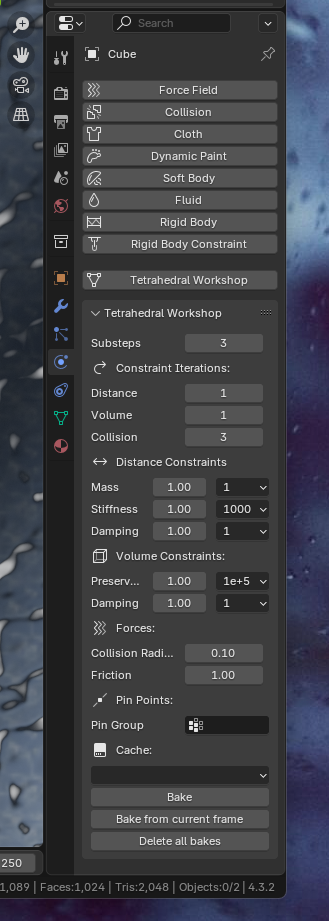 Search
Cube
Force Field
Collision
Cloth
Dynamic Paint
Soft Body
Fluid
Rigid Body
Rigid Body Constraint
Tetrahedral Workshop
Tetrahedral Workshop
Substeps 3
Constraint Iterations:
Distance 1
Volume 1
Collision 3
Distance Constraints
Mass 1.00 1
Stiffness 1.00 1000
Damping 1.00 1
Volume Constraints:
Preserv... 1.00 1e+5
Damping 1.00 1
Forces:
Collision Radi... 0.10
Friction 1.00
Pin Points:
Pin Group
Cache:
Bake
Bake from current frame
Delete all bakes
250
1,089 | Faces:1,024 | Tris:2,048 | Objects:0/2 | 4.3.2